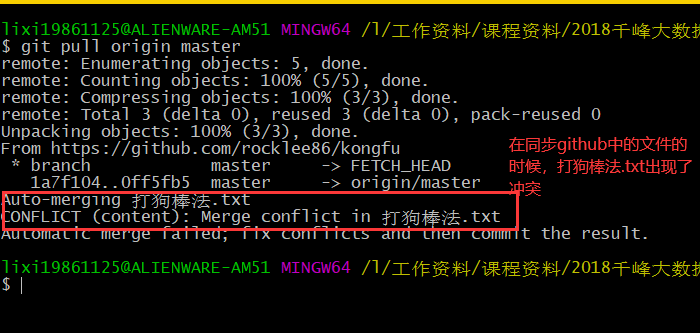 lixi19861125@ALIENWARE-AM51 MINGW64 /l/工作资料/课程资料/2018千峰大数据
$ git pull origin master
remote: Enumerating objects: 5, done.
remote: Counting objects: 100% (5/5), done.
remote: Compressing objects: 100% (3/3), done.
remote: Total 3 (delta 0), reused 3 (delta 0), pack-reused 0
Unpacking objects: 100% (3/3), done.
From https://github.com/rocklee86/kongfu
 * branch            master     -> FETCH_HEAD
   1a7f104..0ff5fb5  master     -> origin/master
在同步github中的文件的
时候，打狗棒法.txt出现了
冲突
Auto-merging 打狗棒法.txt
CONFLICT (content): Merge conflict in 打狗棒法.txt
Automatic merge failed; fix conflicts and then commit the result.
lixi19861125@ALIENWARE-AM51 MINGW64 /l/工作资料/课程资料/2018千峰大数据
$